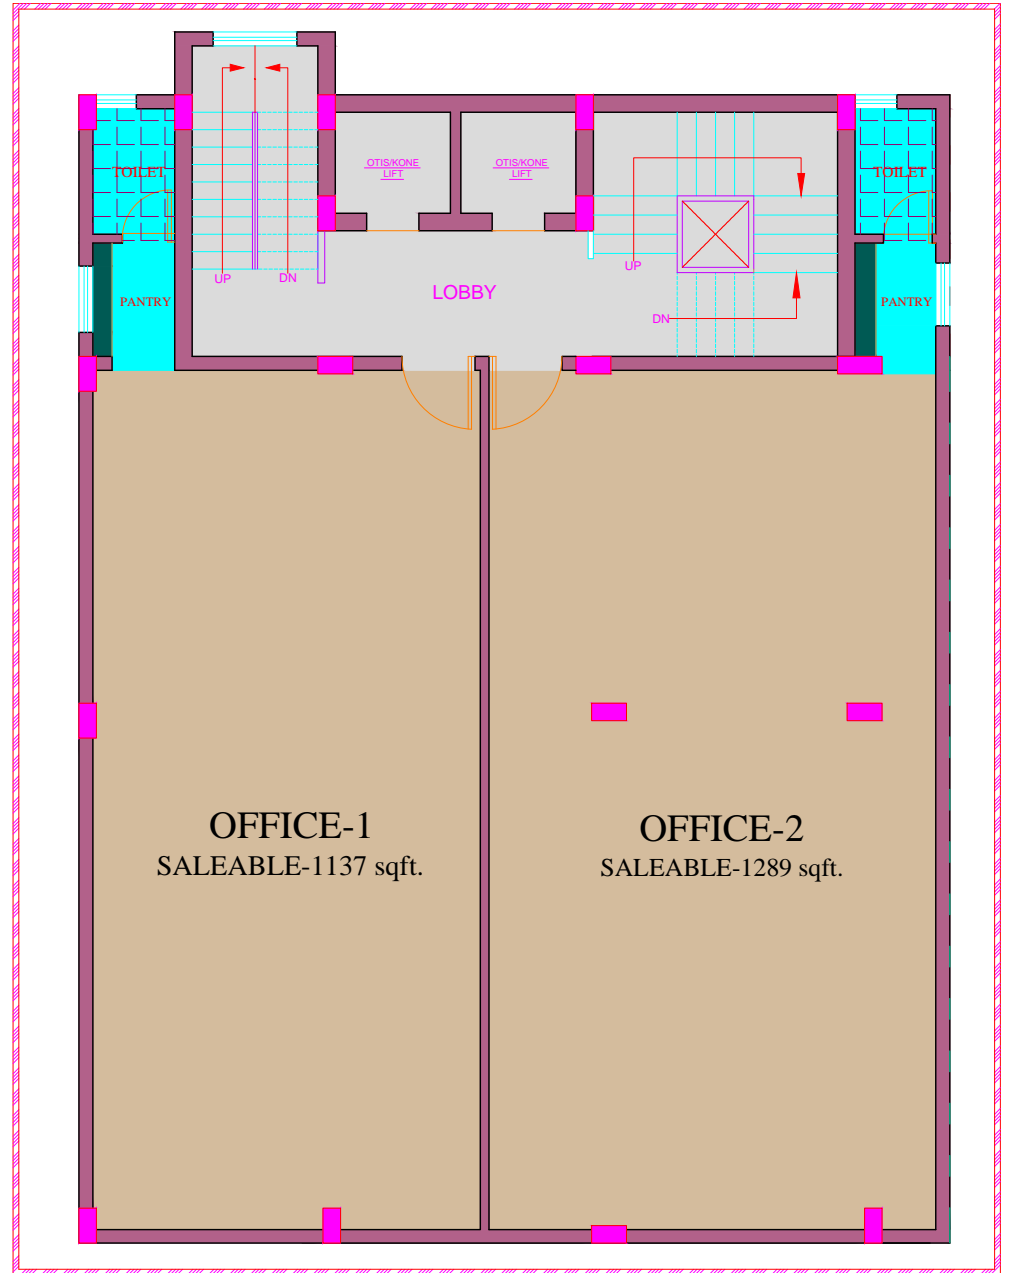 OTIS/KONE
LIFT
OTIS/KONE
LIFT
TOILET
TOILET
UP
DN
UP
LOBBY
PANTRY
PANTRY
DN
OFFICE-1
SALEABLE-1137 sqft.
OFFICE-2
SALEABLE-1289 sqft.